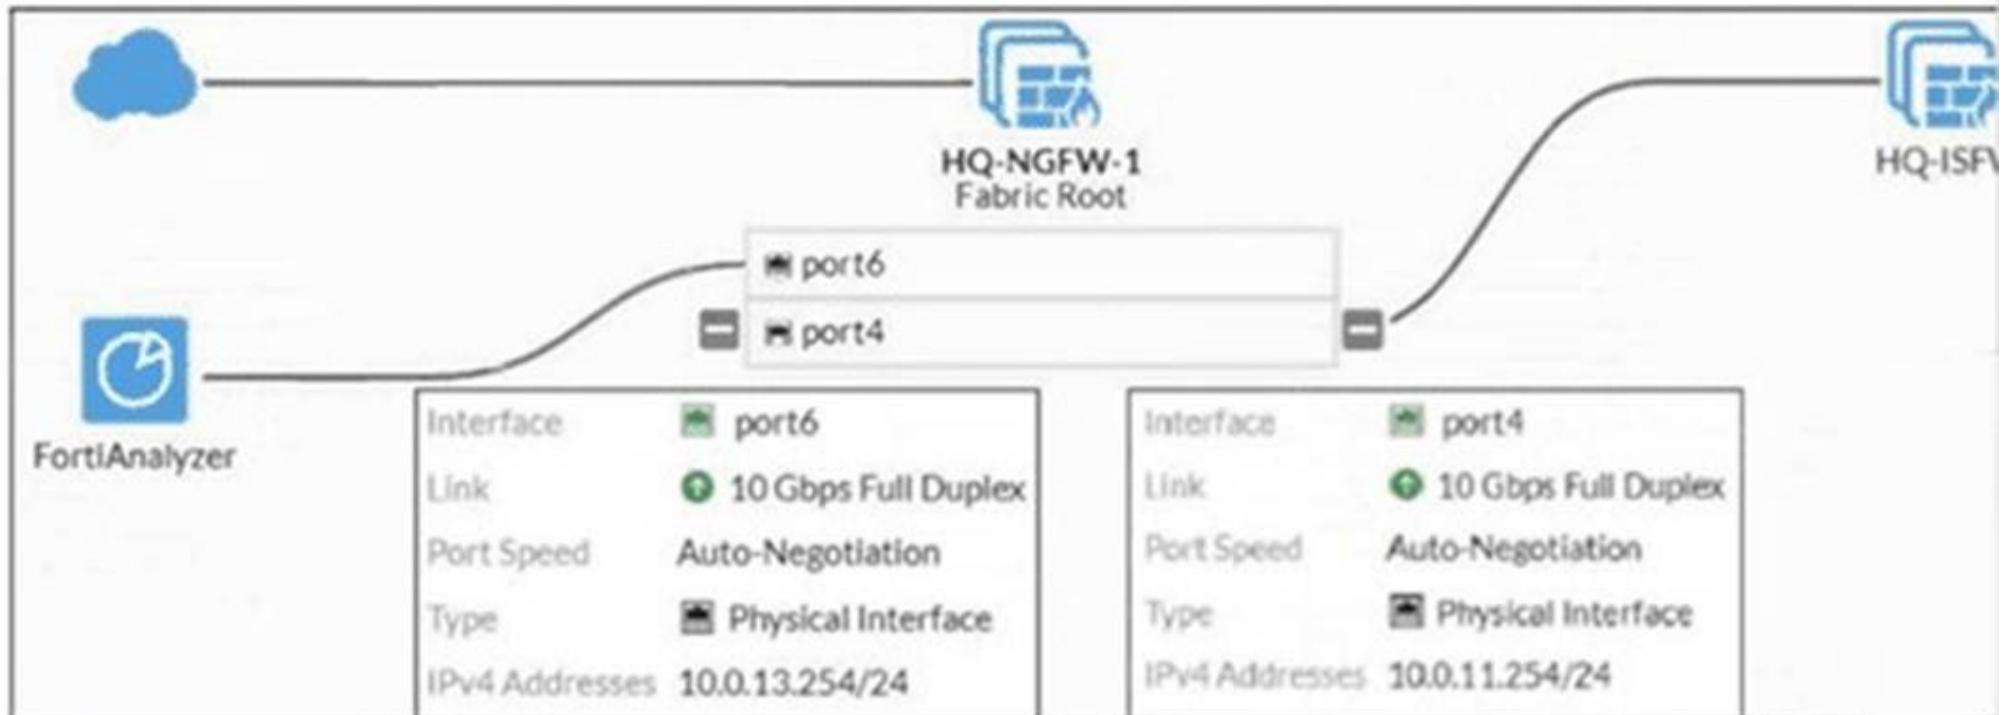 HQ-NGFW-1
Fabric Root
HQ-ISF
port6
port4
FortiAnalyzer
Interface port6
Link 10 Gbps Full Duplex
Port Speed Auto-Negotiation
Type Physical Interface
IPv4 Addresses 10.0.13.254/24
Interface port4
Link 10 Gbps Full Duplex
Port Speed Auto-Negotiation
Type Physical Interface
IPv4 Addresses 10.0.11.254/24